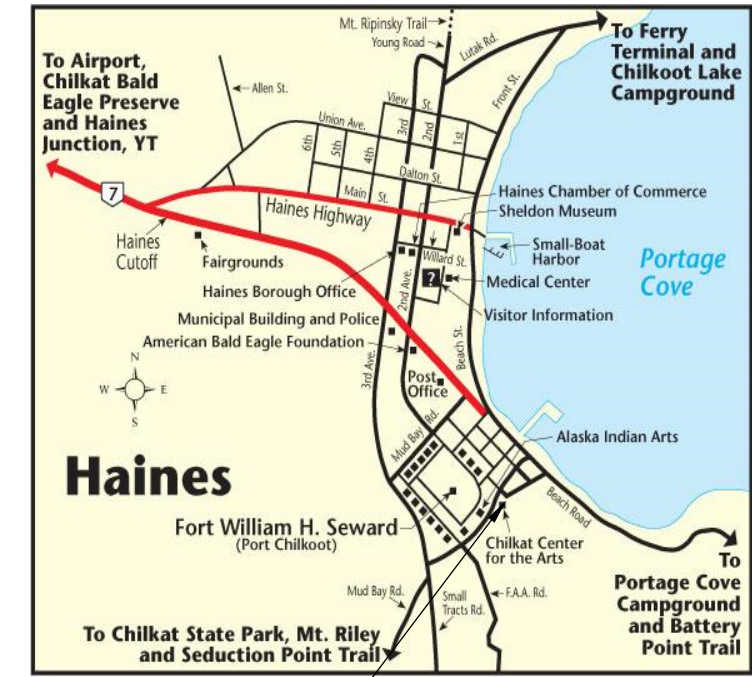 Mt. Ripinsky Trail
Young Road
Lutak Rd.
To Ferry
Terminal and
Chilkoot Lake
Campground
To Airport,
Chilkat Bald
Eagle Preserve
and Haines
Junction, YT
Allen St.
Front St.
View St.
Union Ave.
6th
5th
4th
3rd
2nd
1st
Dalton St.
7
Main St.
Haines Highway
Haines Chamber of Commerce
Sheldon Museum
Haines
Cutoff
Fairgrounds
Willard St.
Small-Boat
Harbor
Portage
Cove
?
Medical Center
Haines Borough Office
2nd Ave.
Visitor Information
Municipal Building and Police
American Bald Eagle Foundation
Beach St.
3rd Ave.
Post
Office
N
W
E
S
Mud Bay Rd.
Alaska Indian Arts
Haines
Beach Road
Fort William H. Seward
(Port Chilkoot)
Chilkat Center
for the Arts
To
Portage Cove
Campground
and Battery
Point Trail
Mud Bay Rd.
Small
Tracts Rd.
F.A.A. Rd.
To Chilkat State Park, Mt. Riley
and Seduction Point Trail